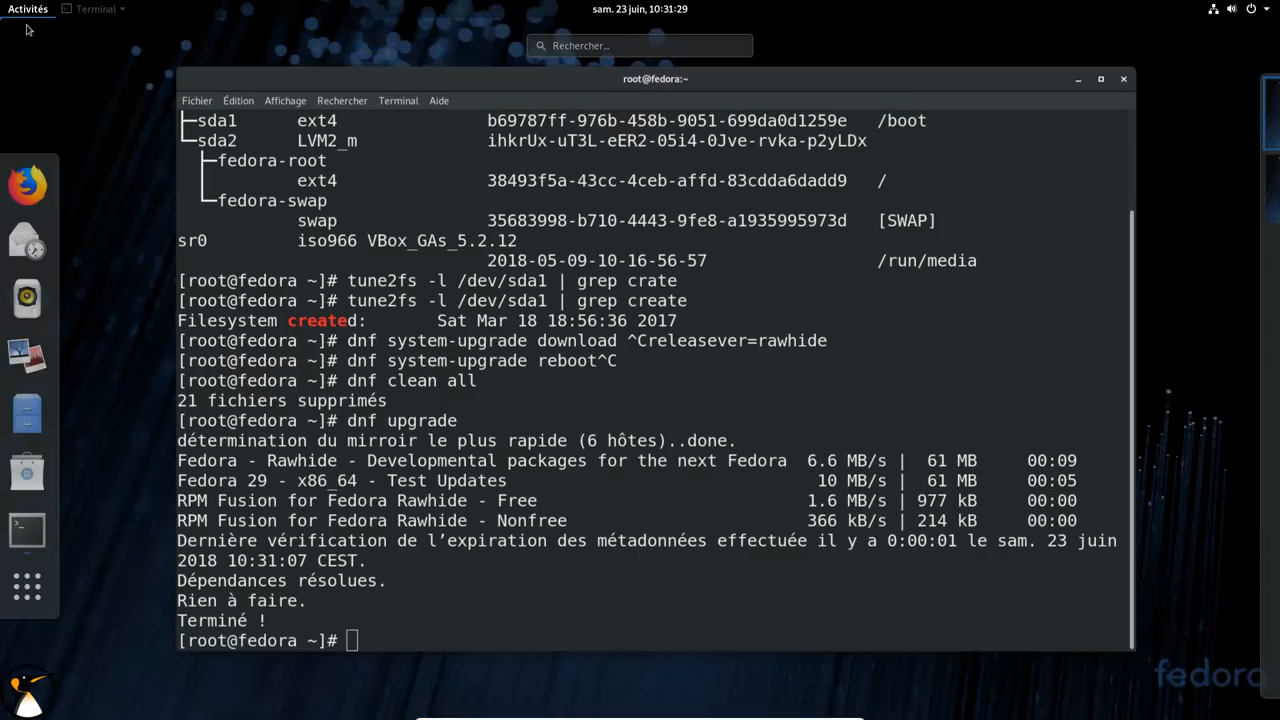 Activités Terminal sam. 23 juin, 10:31:29
Rechercher...
root@fedora:~
Fichier Édition Affichage Rechercher Terminal Aide
├─sda1 ext4 b69787ff-976b-458b-9051-699da0d1259e /boot
└─sda2 LVM2_m ihkrUx-uT3L-eER2-05i4-0Jve-rvka-p2yLDx
├─fedora-root
ext4 38493f5a-43cc-4ceb-affd-83cdda6dadd9 /
└─fedora-swap
swap 35683998-b710-4443-9fe8-a1935995973d [SWAP]
sr0 iso966 VBox_GAs_5.2.12
2018-05-09-10-16-56-57 /run/media
[root@fedora ~]# tune2fs -l /dev/sda1 | grep crate
[root@fedora ~]# tune2fs -l /dev/sda1 | grep create
Filesystem created: Sat Mar 18 18:56:36 2017
[root@fedora ~]# dnf system-upgrade download ^Creleasever=rawhide
[root@fedora ~]# dnf system-upgrade reboot^C
[root@fedora ~]# dnf clean all
21 fichiers supprimés
[root@fedora ~]# dnf upgrade
détermination du mirroir le plus rapide (6 hôtes)..done.
Fedora - Rawhide - Developmental packages for the next Fedora 6.6 MB/s | 61 MB 00:09
Fedora 29 - x86_64 - Test Updates 10 MB/s | 61 MB 00:05
RPM Fusion for Fedora Rawhide - Free 1.6 MB/s | 977 kB 00:00
RPM Fusion for Fedora Rawhide - Nonfree 366 kB/s | 214 kB 00:00
Dernière vérification de l’expiration des métadonnées effectuée il y a 0:00:01 le sam. 23 juin
2018 10:31:07 CEST.
Dépendances résolues.
Rien à faire.
Terminé !
[root@fedora ~]#
fedora